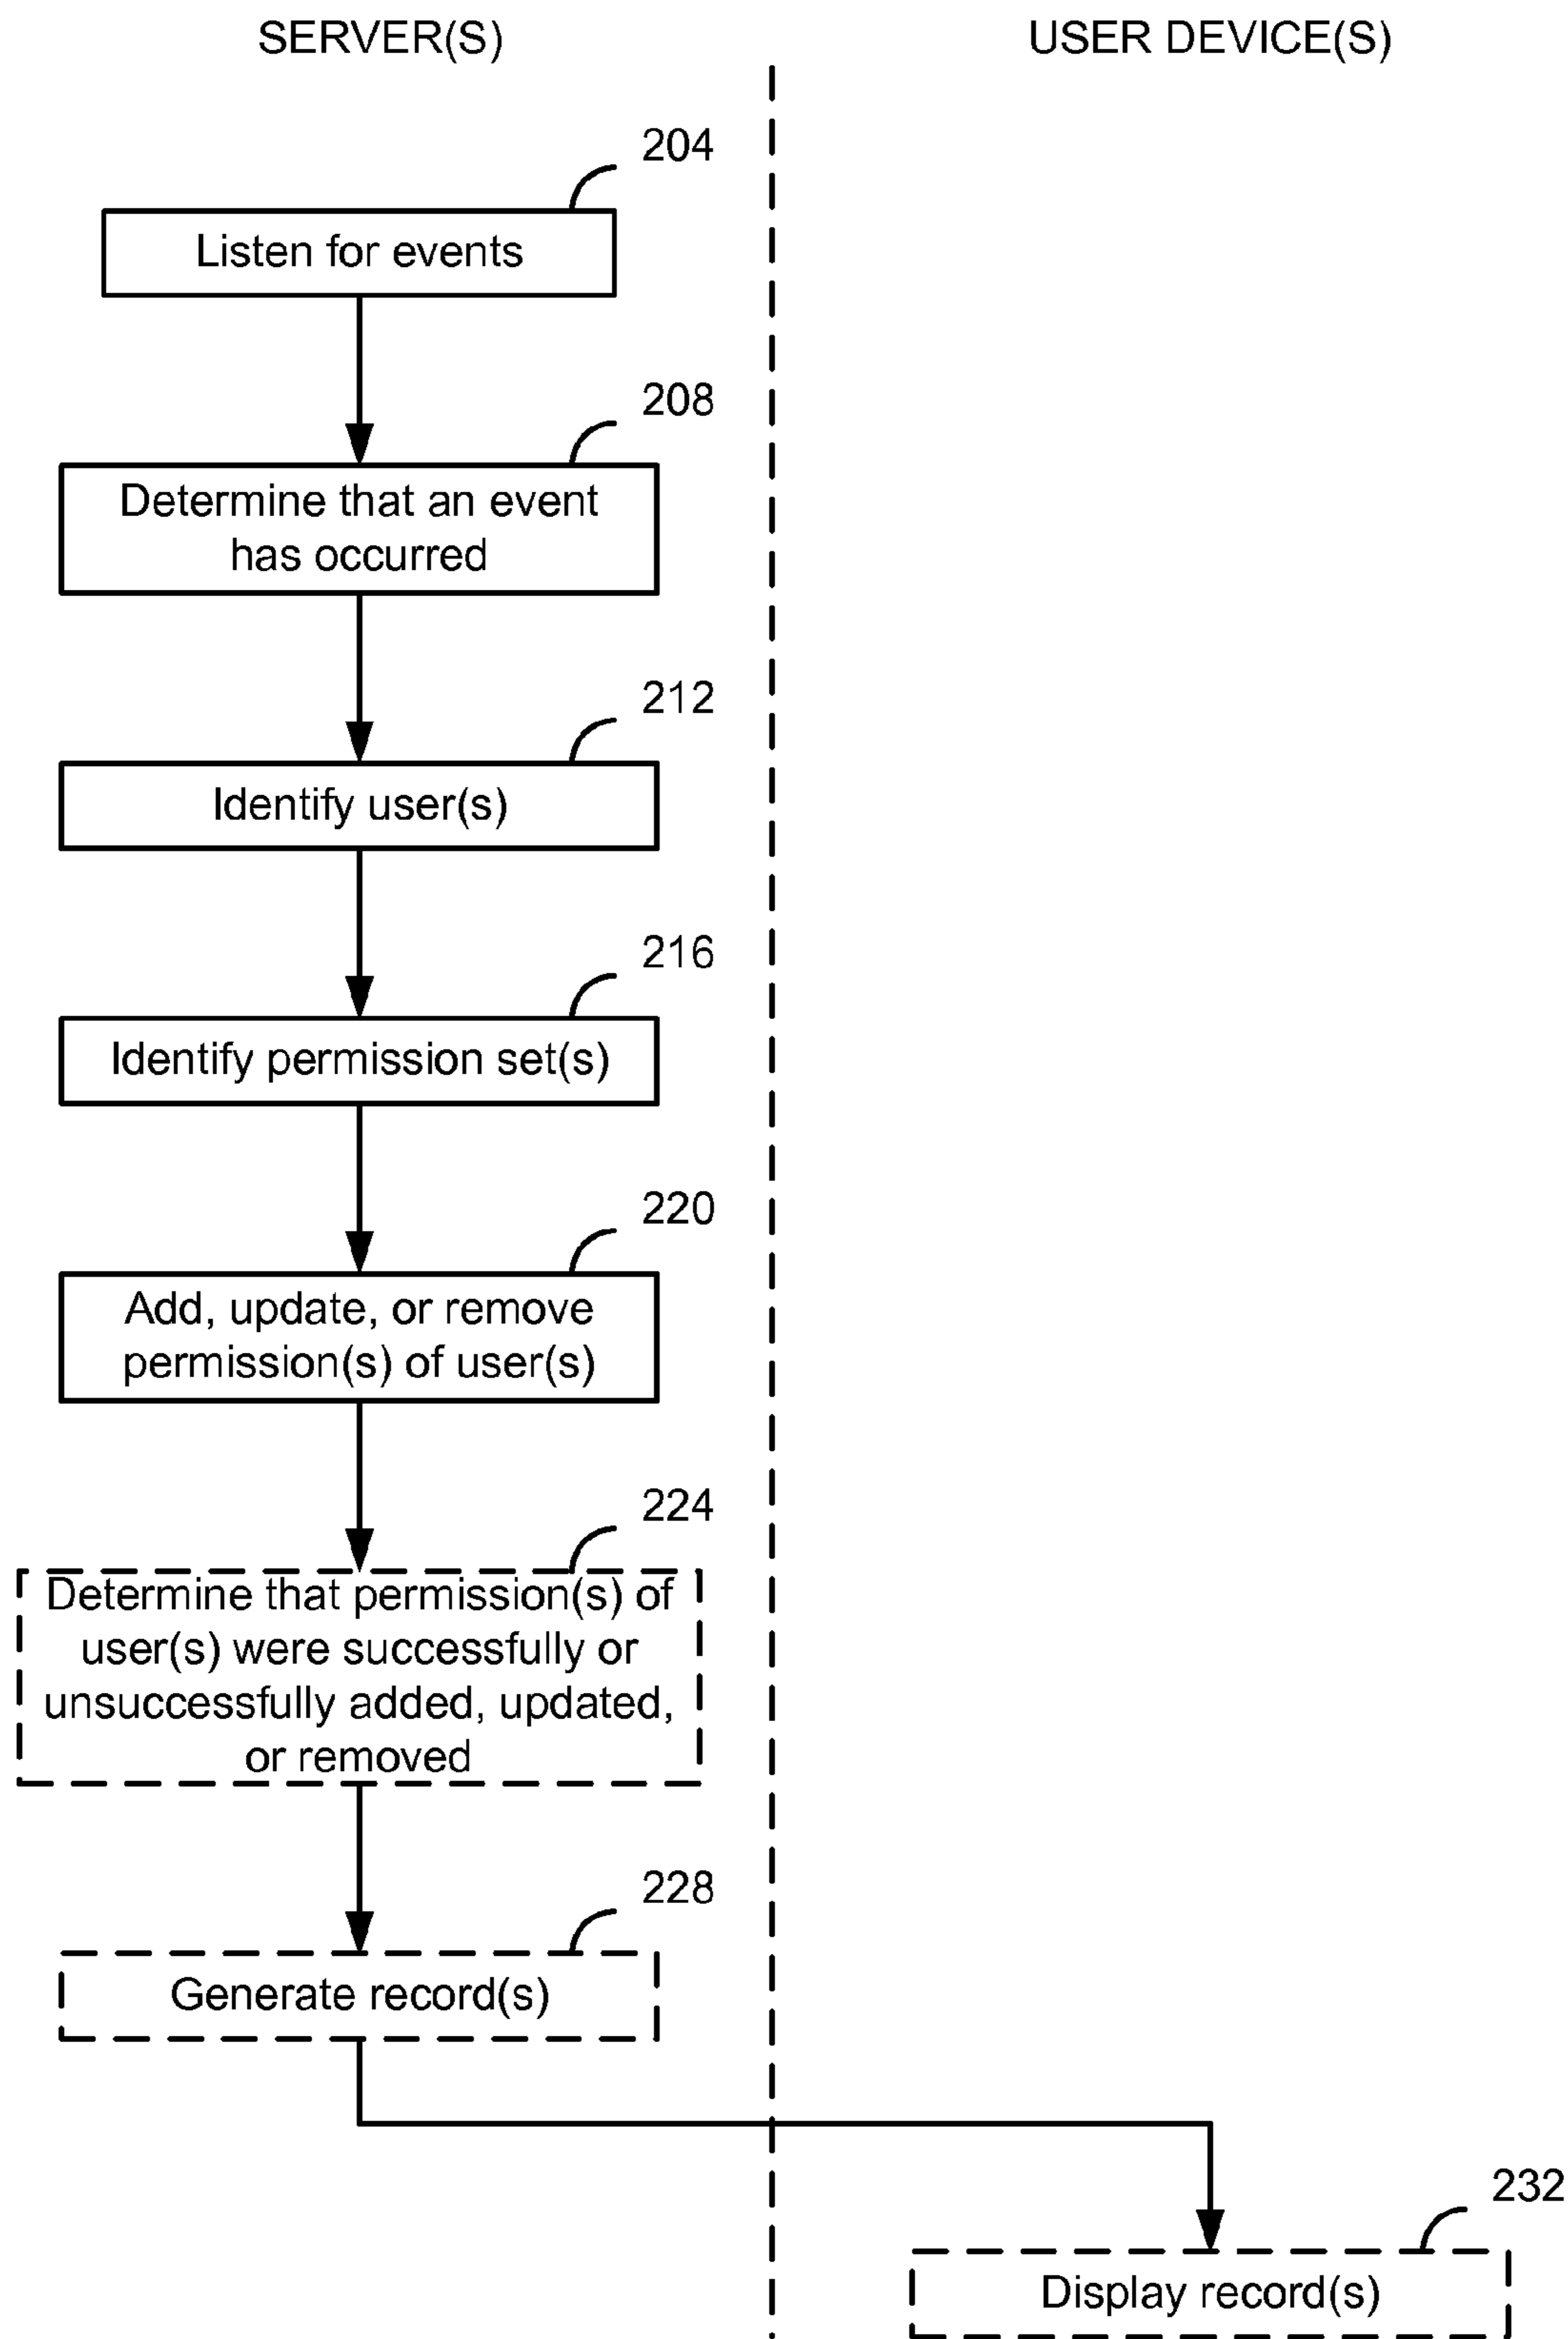 SERVER(S)
USER DEVICE(S)
204
Listen for events
208
Determine that an event
has occurred
212
Identify user(s)
216
Identify permission set(s)
220
Add, update, or remove
permission(s) of user(s)
224
Determine that permission(s) of
user(s) were successfully or
unsuccessfully added, updated,
or removed
228
Generate record(s)
232
Display record(s)